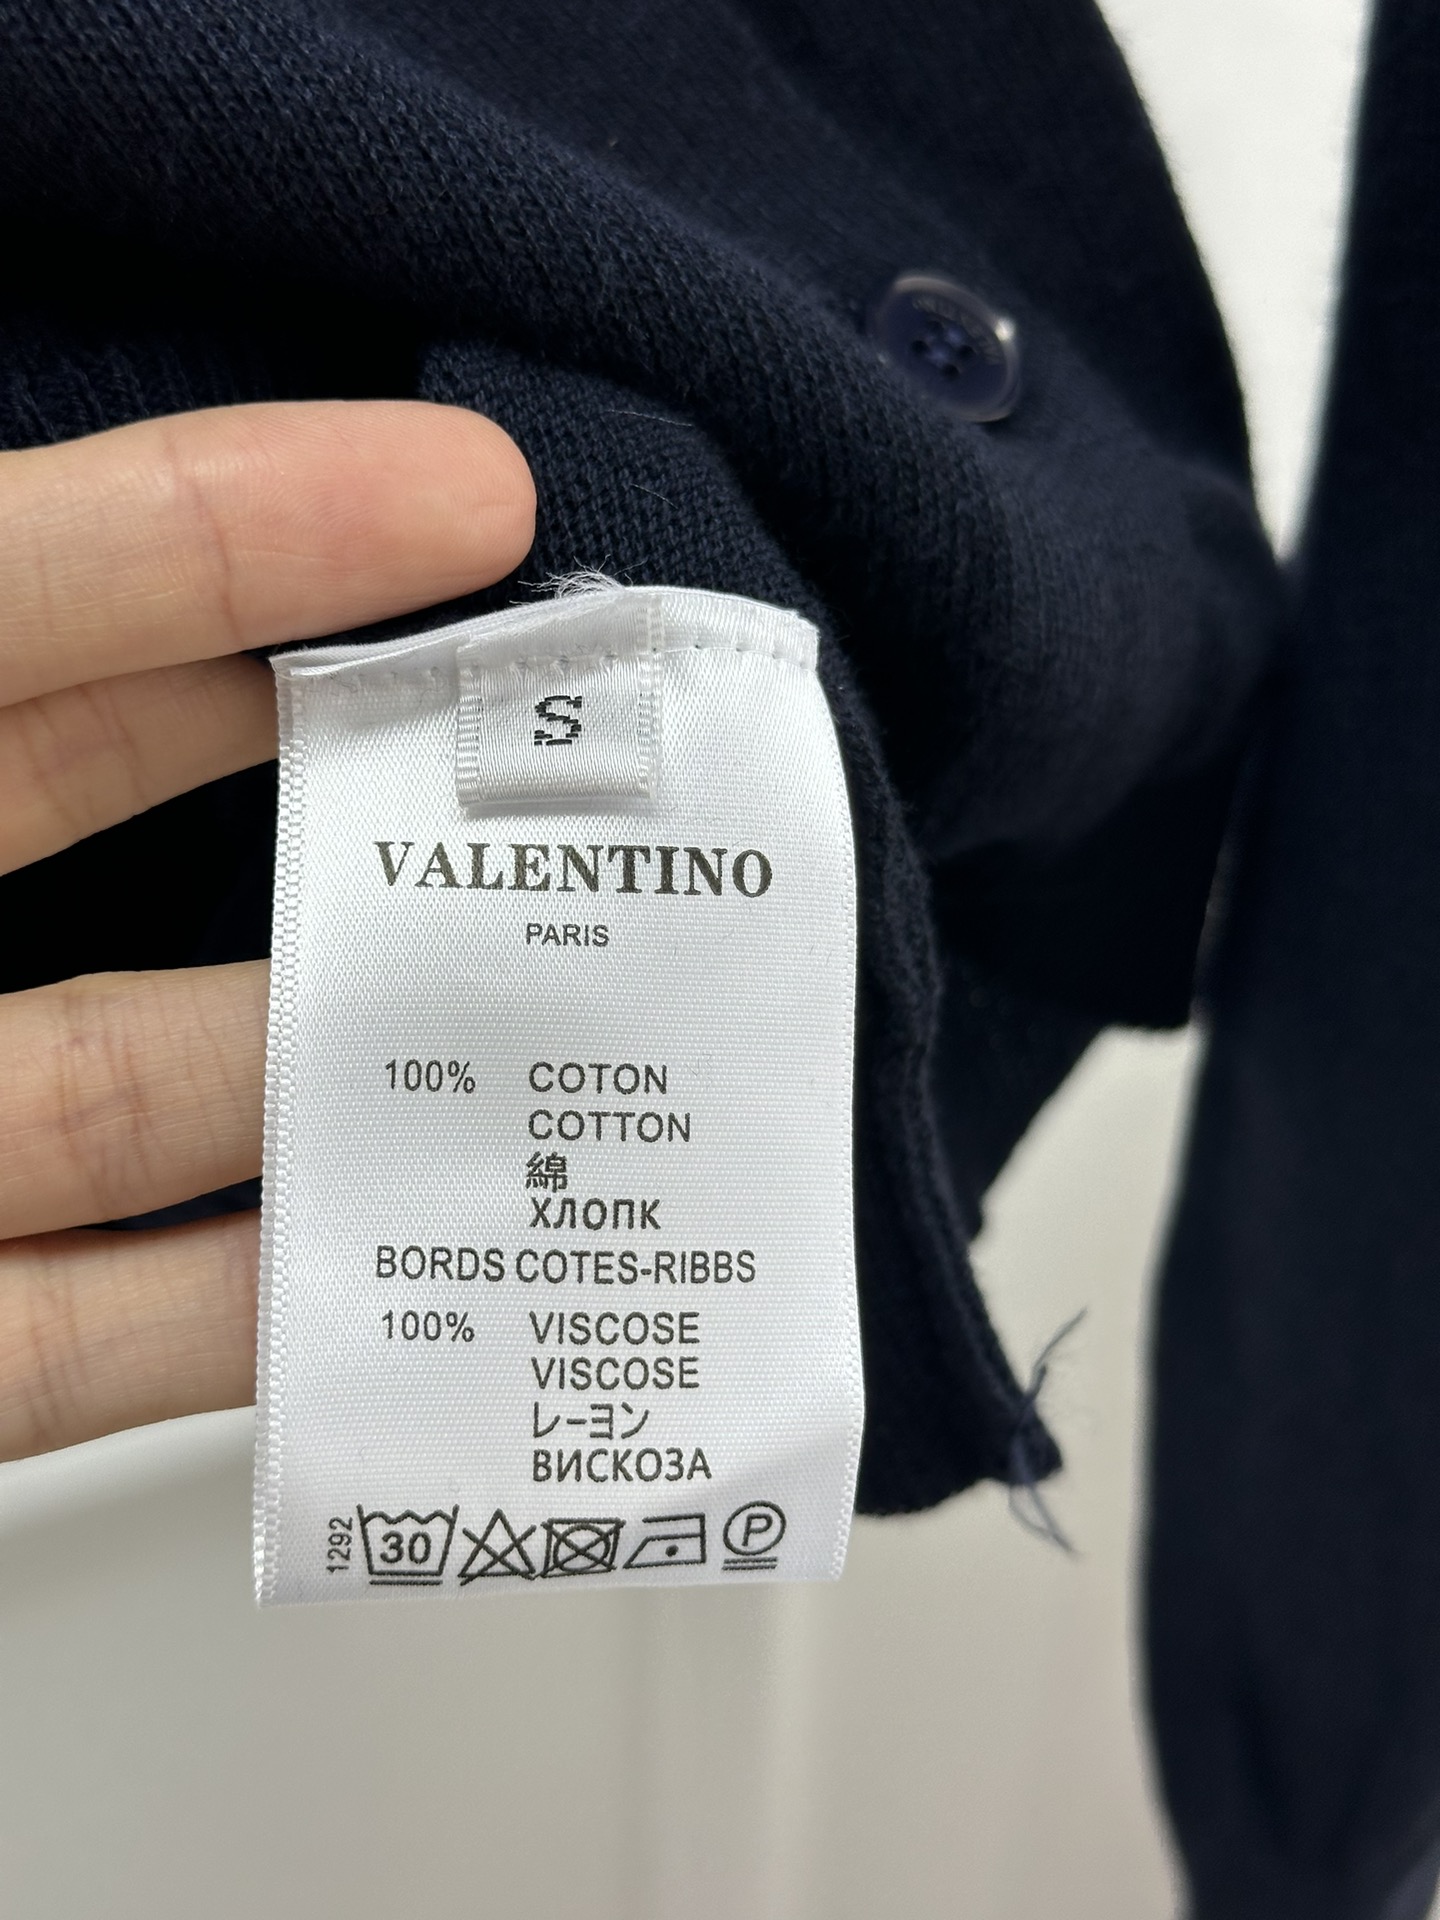 S
VALENTINO
PARIS
100% COTON
COTTON
綿
ХЛОПК
BORDS COTES-RIBBS
100% VISCOSE
VISCOSE
レーヨン
ВИСКОЗА
1292 30 P